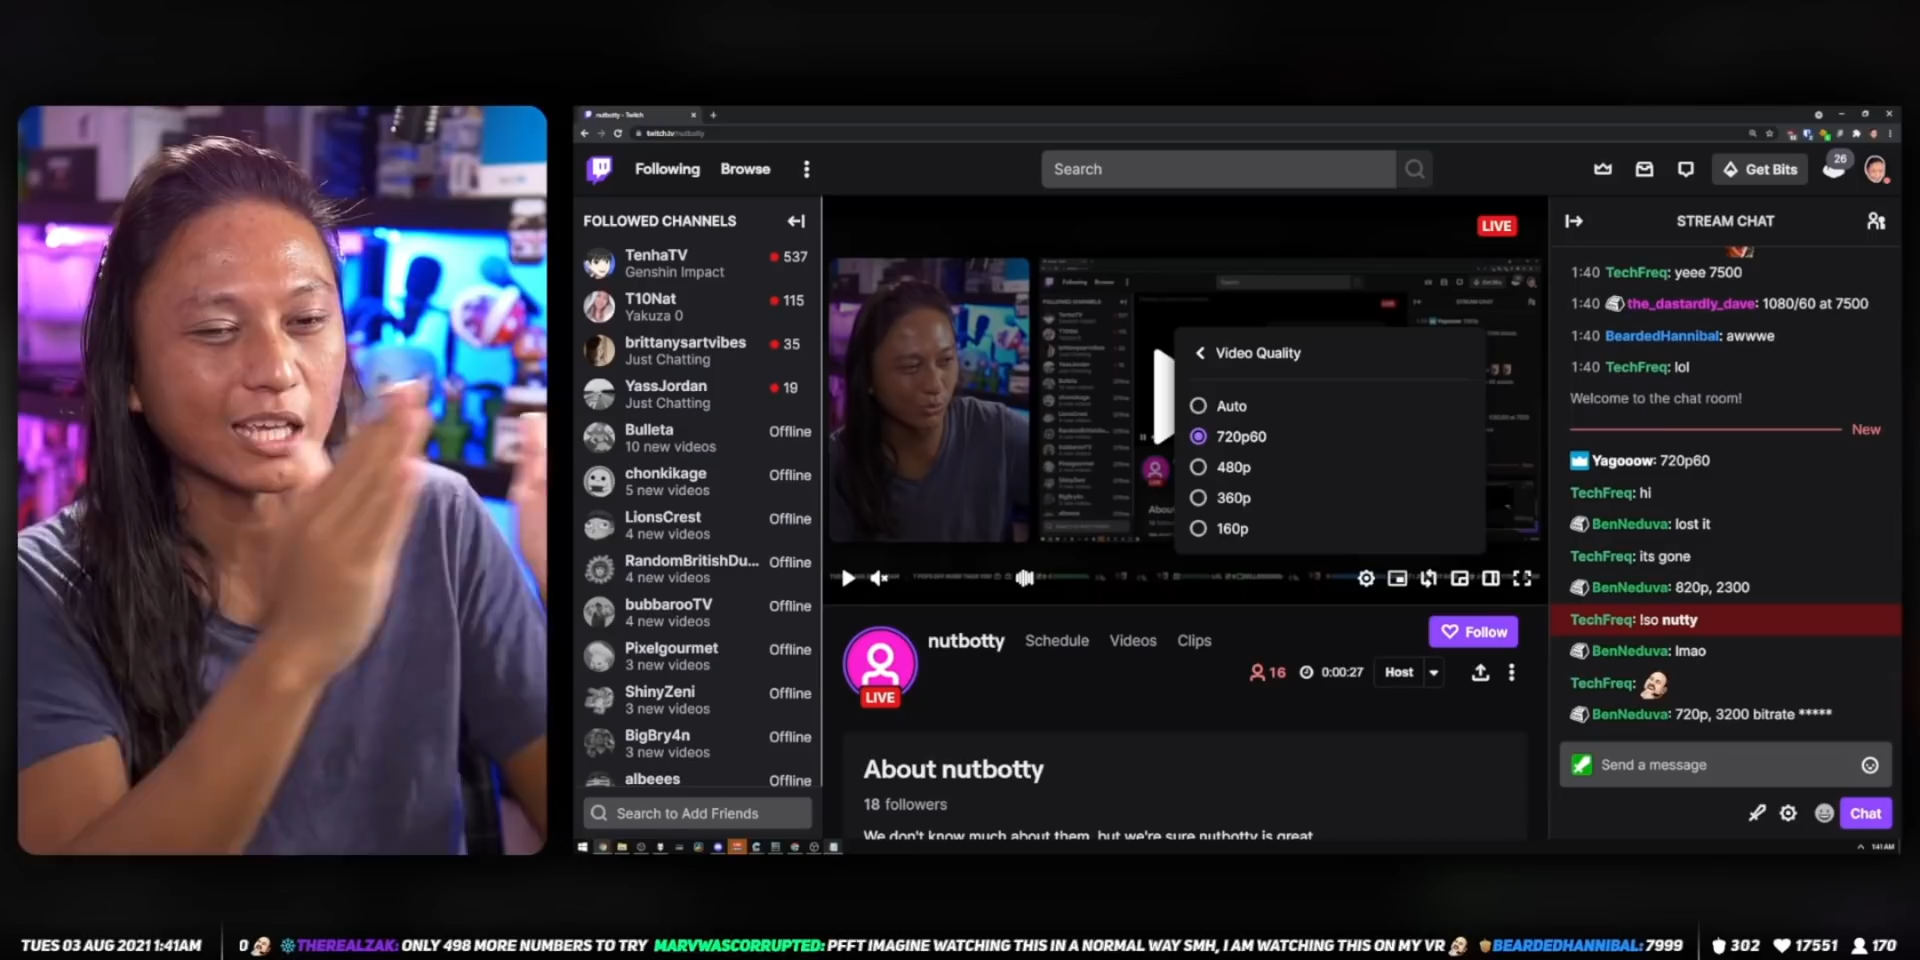 nutbotty - Twitch
twitch.tv/nutbotty
Following
Browse
Search
Get Bits
26
FOLLOWED CHANNELS
TenhaTV
537
Genshin Impact
T10Nat
115
Yakuza 0
brittanysartvibes
35
Just Chatting
YassJordan
19
Just Chatting
Bulleta
Offline
10 new videos
chonkikage
Offline
5 new videos
LionsCrest
Offline
4 new videos
RandomBritishDu...
Offline
4 new videos
bubbarooTV
Offline
4 new videos
Pixelgourmet
Offline
3 new videos
ShinyZeni
Offline
3 new videos
BigBry4n
Offline
3 new videos
albeees
Offline
Search to Add Friends
LIVE
Video Quality
Auto
720p60
480p
360p
160p
nutbotty
Schedule
Videos
Clips
Follow
LIVE
16
0:00:27
Host
About nutbotty
18 followers
We don't know much about them, but we're sure nutbotty is great.
STREAM CHAT
1:40 TechFreq: yeee 7500
1:40 the_dastardly_dave: 1080/60 at 7500
1:40 BeardedHannibal: awwwe
1:40 TechFreq: lol
Welcome to the chat room!
New
Yagooow: 720p60
TechFreq: hi
BenNeduva: lost it
TechFreq: its gone
BenNeduva: 820p, 2300
TechFreq: !so nutty
BenNeduva: lmao
TechFreq:
BenNeduva: 720p, 3200 bitrate *****
Send a message
Chat
1:41 AM
TUES 03 AUG 2021 1:41AM
0 THEREALZAK: ONLY 498 MORE NUMBERS TO TRY MARVWASCORRUPTED: PFFT IMAGINE WATCHING THIS IN A NORMAL WAY SMH, I AM WATCHING THIS ON MY VR BEARDEDHANNIBAL: 7999
302 17551 170